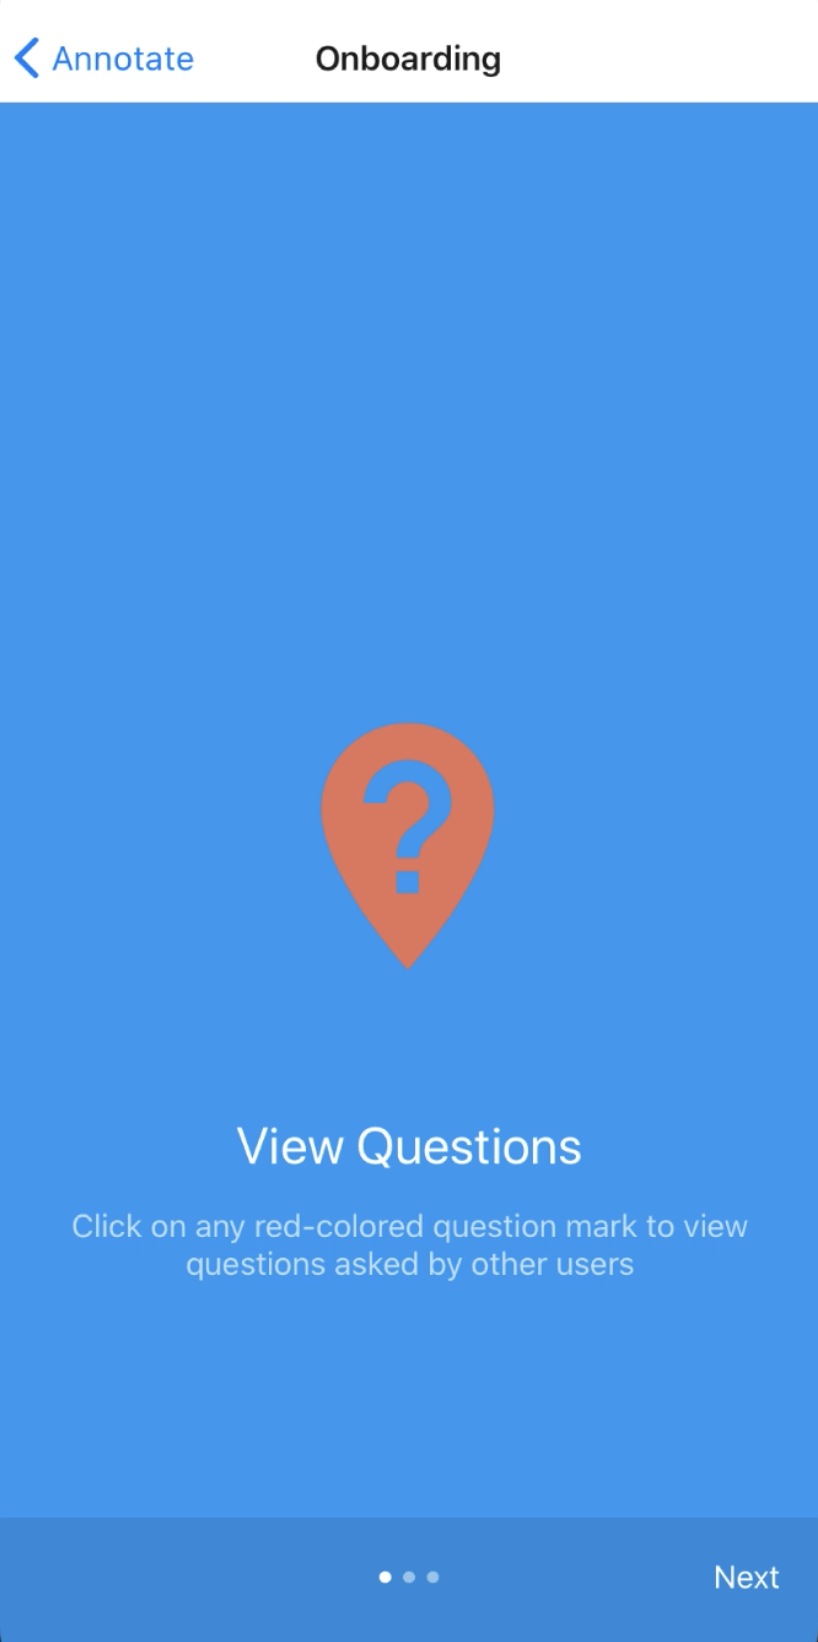 Annotate
Onboarding
?
View Questions
Click on any red-colored question mark to view
questions asked by other users
Next